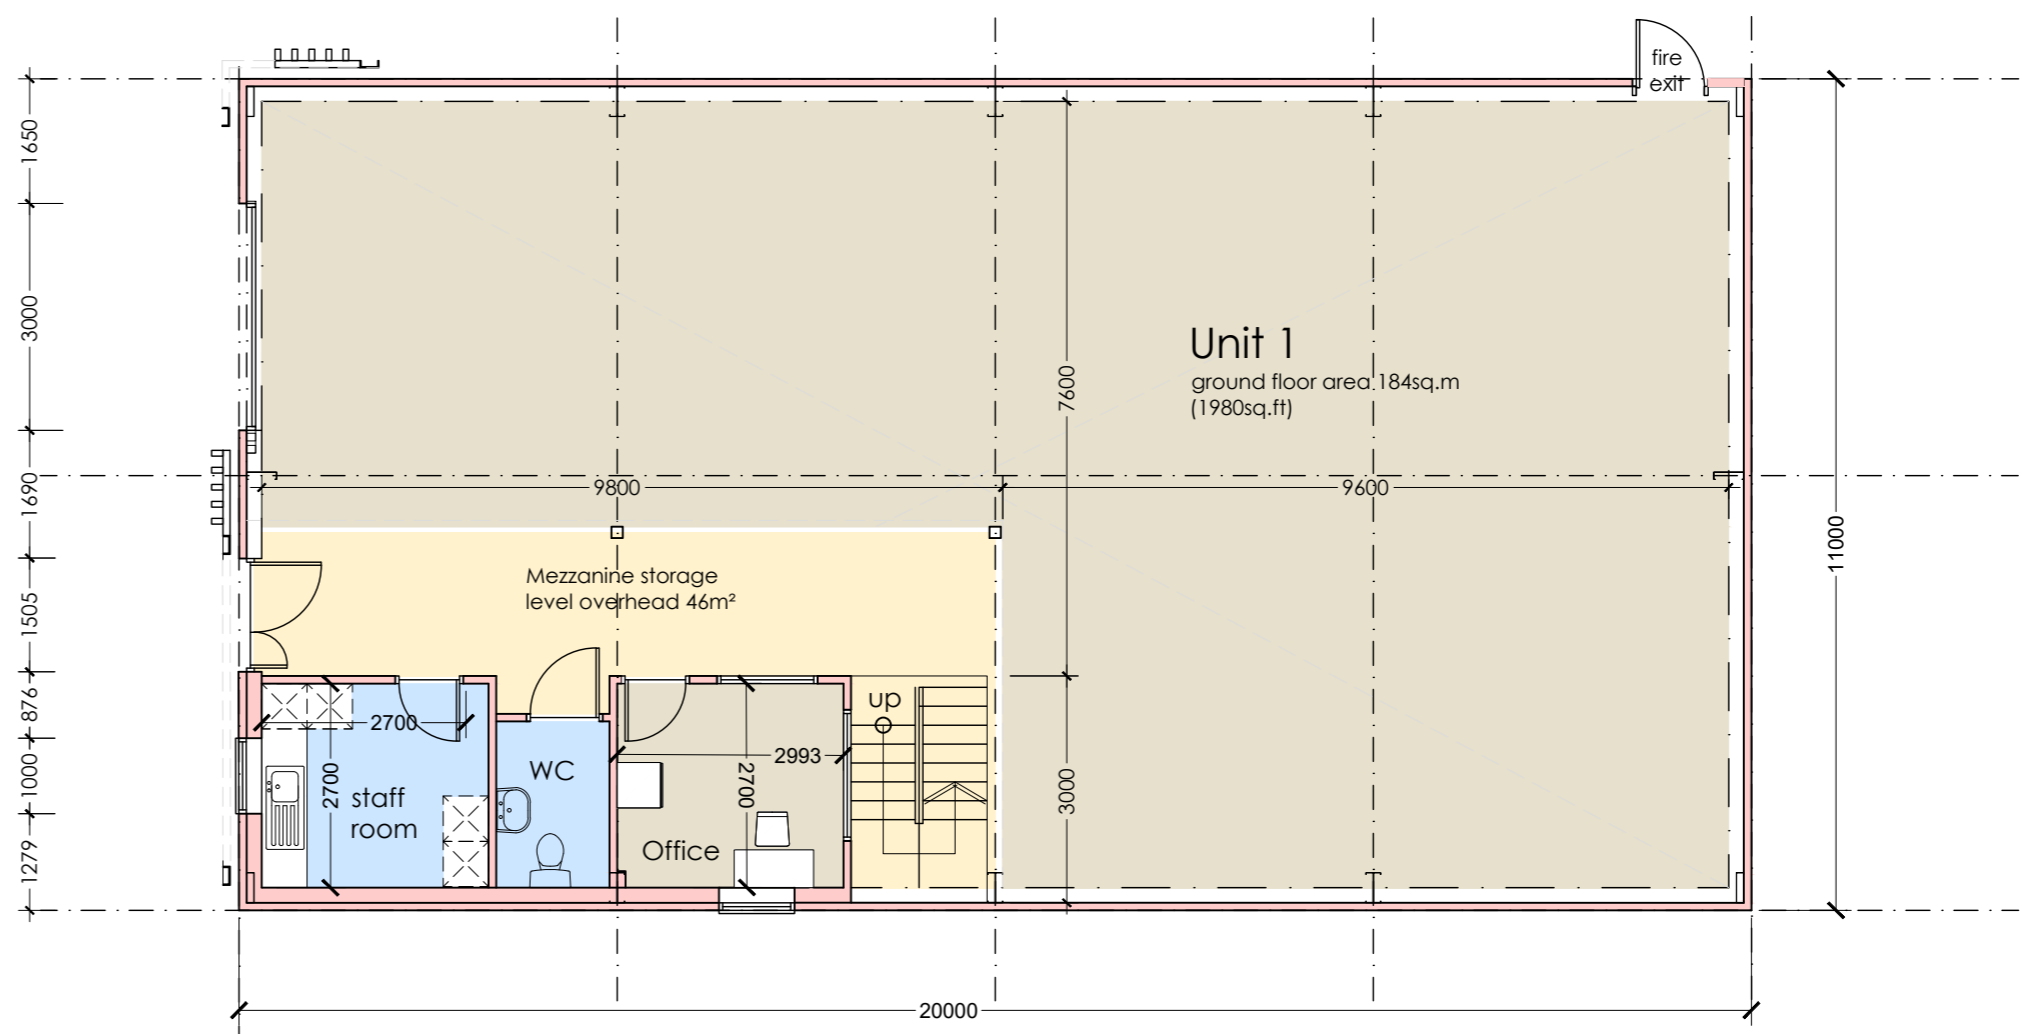 fire
exit
1650
3000
1690
1505
876
1000
1279
7600
Unit 1
ground floor area 184sq.m
(1980sq.ft)
9800
9600
11000
Mezzanine storage
level overhead 46m²
up
2700
2700
staff
room
WC
2993
2700
Office
3000
20000